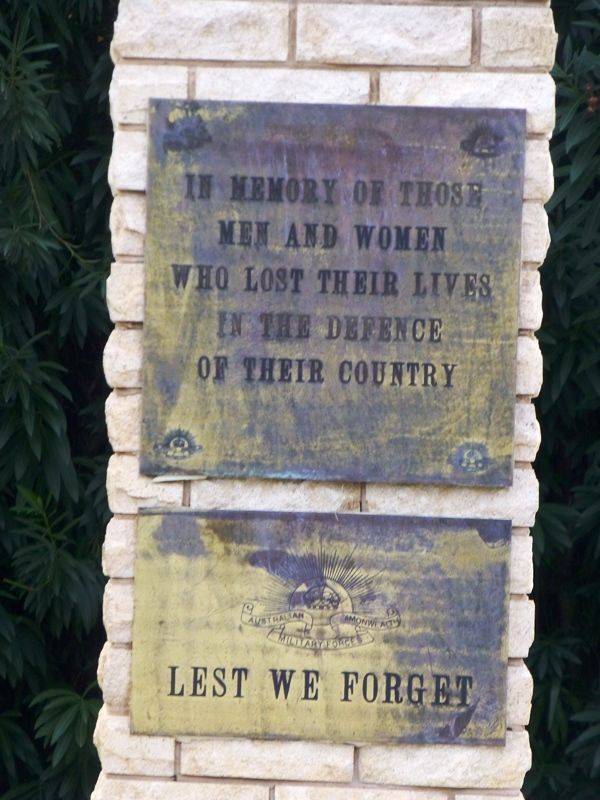 IN MEMORY OF THOSE
MEN AND WOMEN
WHO LOST THEIR LIVES
IN THE DEFENCE
OF THEIR COUNTRY
AUSTRALIAN
MILITARY FORCES
LEST WE FORGET